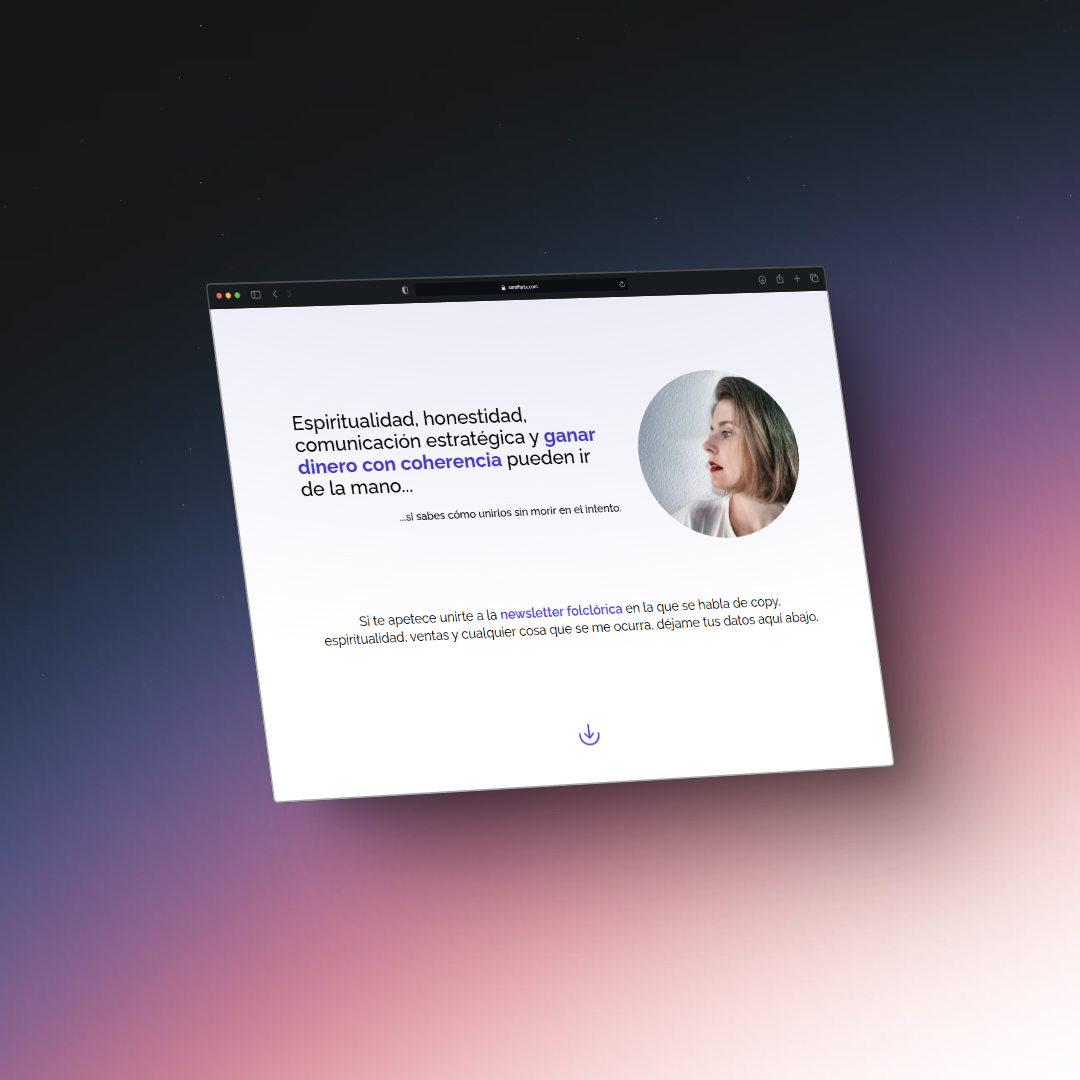 Espiritualidad, honestidad,
comunicación estratégica y ganar
dinero con coherencia pueden ir
de la mano...
...si sabes cómo unirlos sin morir en el intento.
Si te apetece unirte a la newsletter folclórica en la que se habla de copy,
espiritualidad, ventas y cualquier cosa que se me ocurra, déjame tus datos aquí abajo.